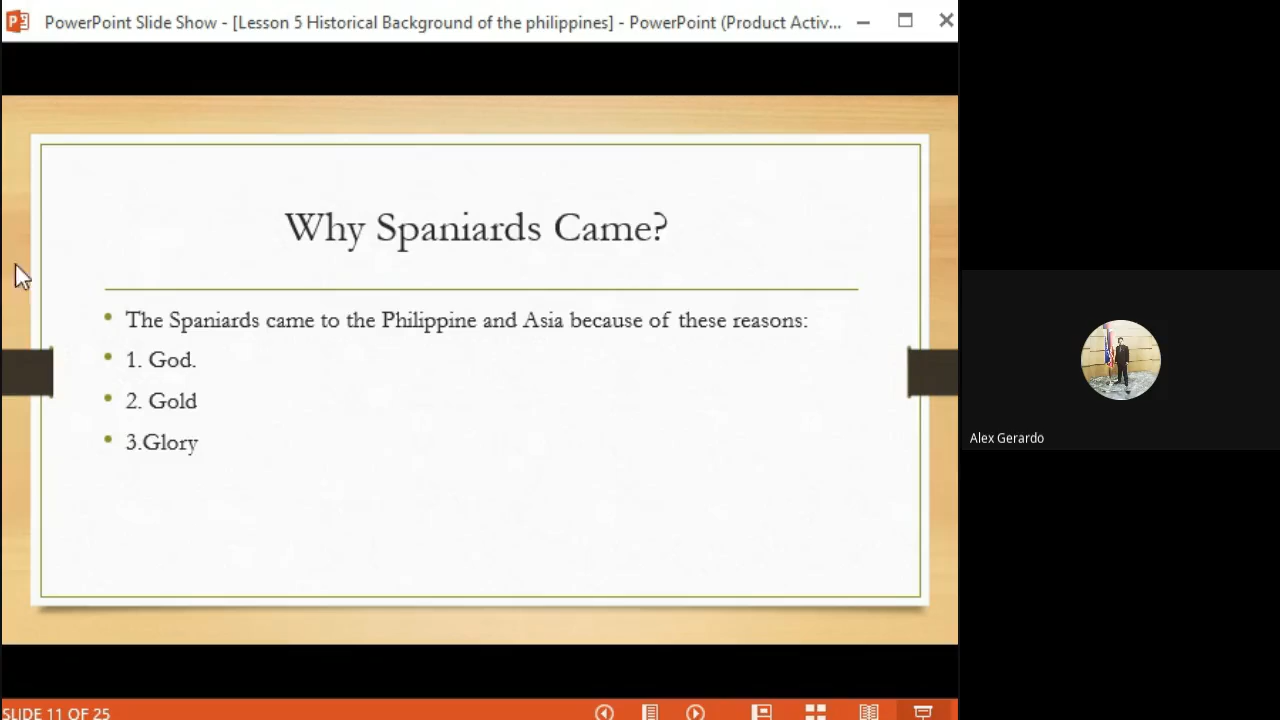 PowerPoint Slide Show - [Lesson 5 Historical Background of the philippines] - PowerPoint (Product Activ...
Why Spaniards Came?
• The Spaniards came to the Philippine and Asia because of these reasons:
• 1. God.
• 2. Gold
• 3.Glory
Alex Gerardo
SLIDE 11 OF 25